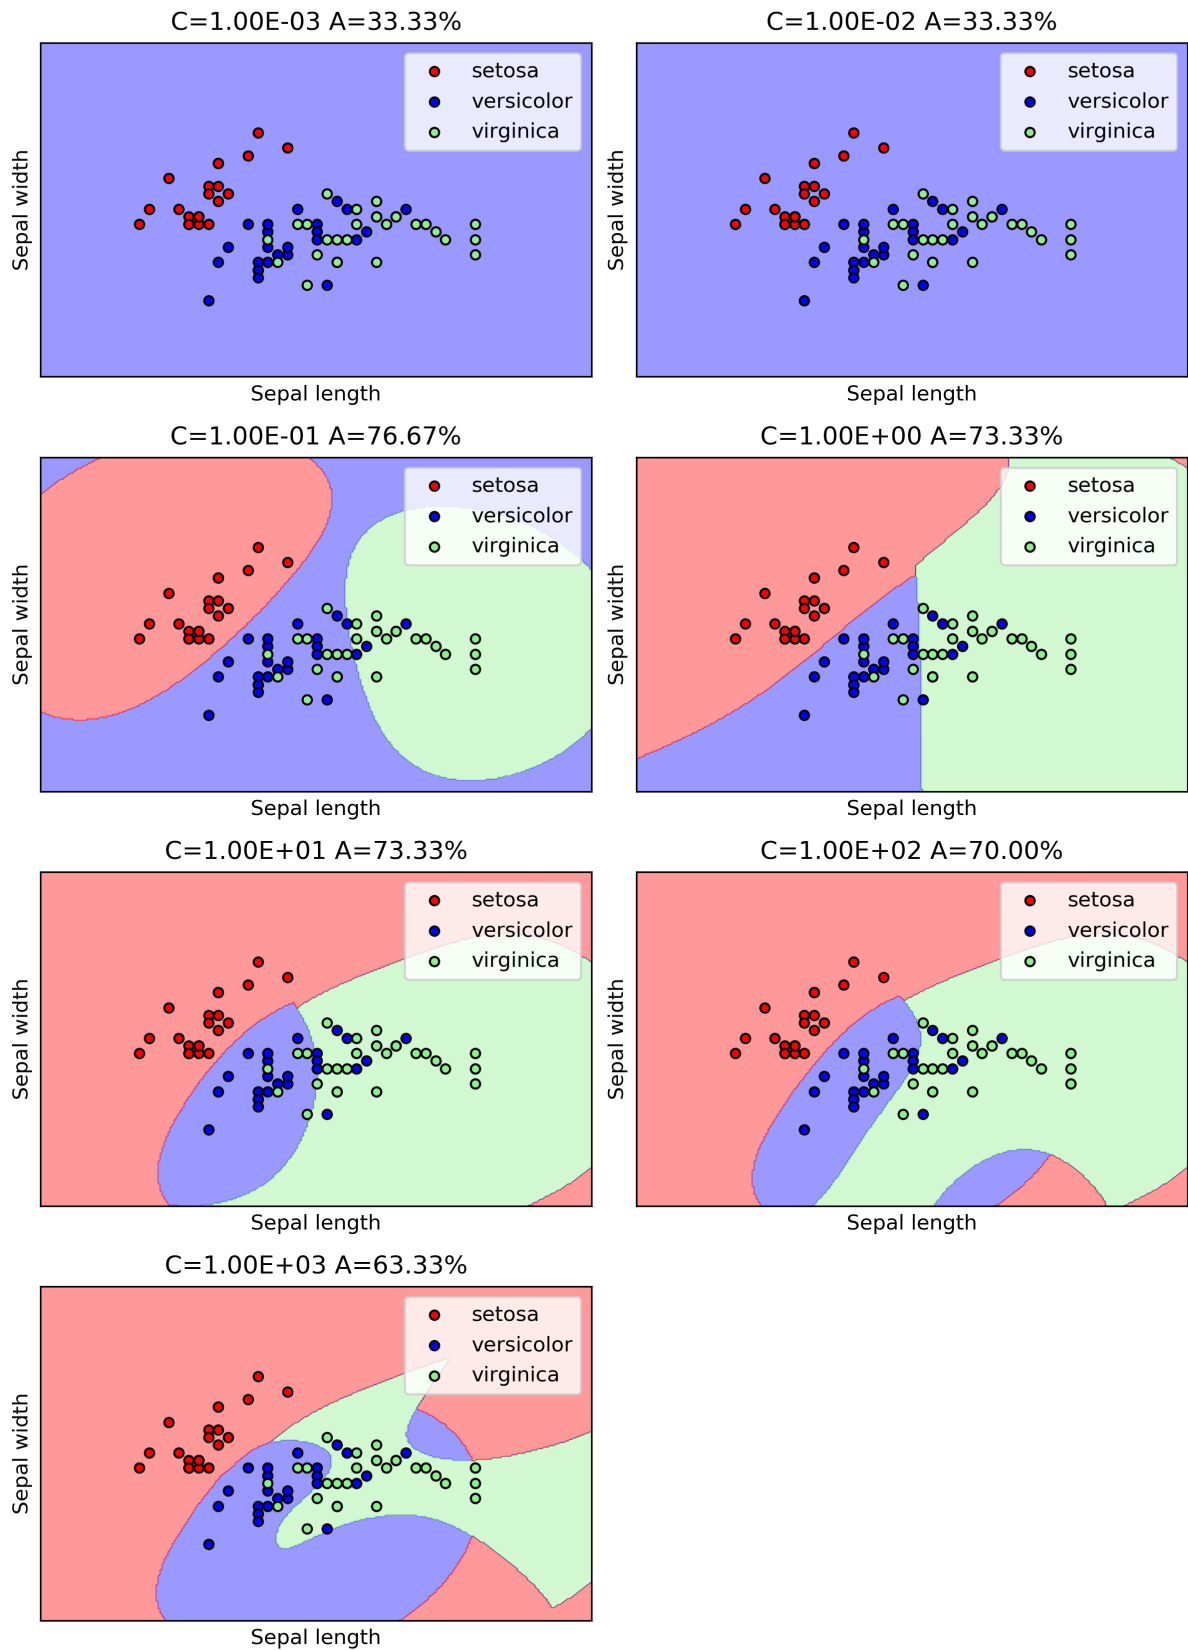 C=1.00E-03 A=33.33%
setosa
versicolor
virginica
Sepal width
Sepal length
C=1.00E-02 A=33.33%
setosa
versicolor
virginica
Sepal width
Sepal length
C=1.00E-01 A=76.67%
setosa
versicolor
virginica
Sepal width
Sepal length
C=1.00E+00 A=73.33%
setosa
versicolor
virginica
Sepal width
Sepal length
C=1.00E+01 A=73.33%
setosa
versicolor
virginica
Sepal width
Sepal length
C=1.00E+02 A=70.00%
setosa
versicolor
virginica
Sepal width
Sepal length
C=1.00E+03 A=63.33%
setosa
versicolor
virginica
Sepal width
Sepal length